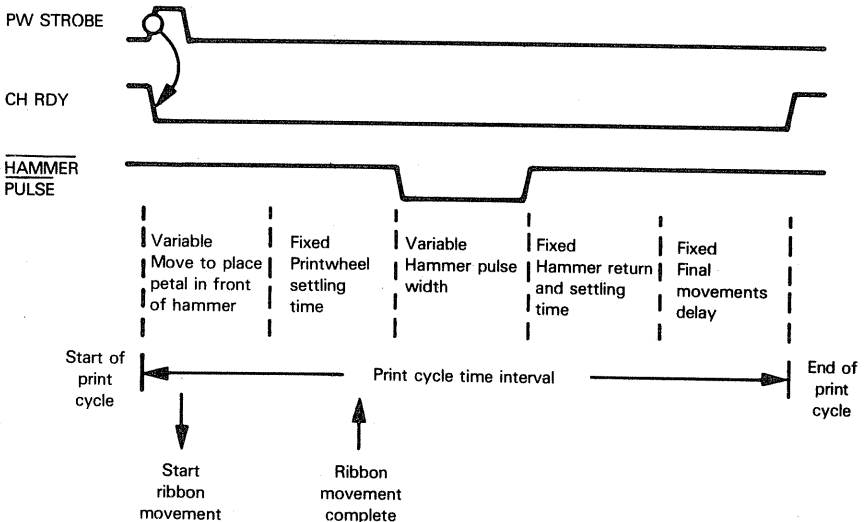 PW STROBE
CH RDY
HAMMER
PULSE
Variable
Move to place
petal in front
of hammer
Fixed
Printwheel
settling
time
Variable
Hammer pulse
width
Fixed
Hammer return
and settling
time
Fixed
Final
movements
delay
Start of
print
cycle
Print cycle time interval
End of
print
cycle
Start
ribbon
movement
Ribbon
movement
complete